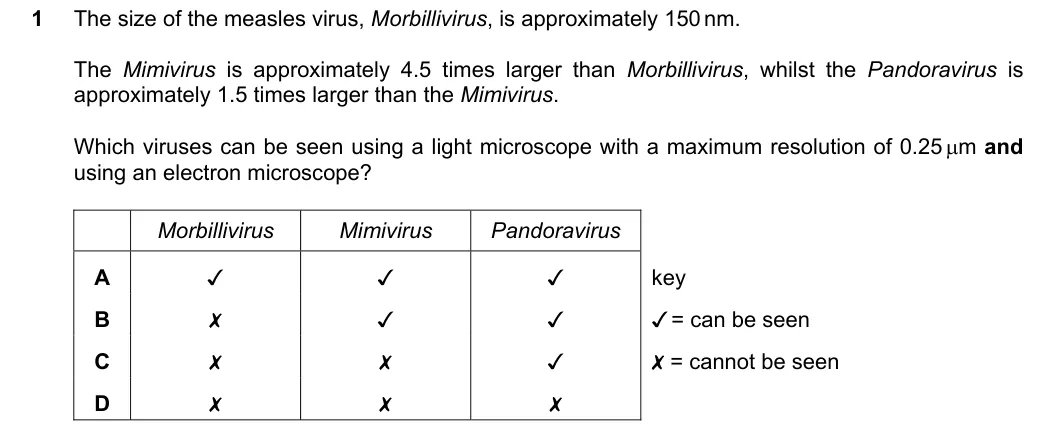 1 The size of the measles virus, Morbillivirus, is approximately 150 nm.
The Mimivirus is approximately 4.5 times larger than Morbillivirus, whilst the Pandoravirus is
approximately 1.5 times larger than the Mimivirus.
Which viruses can be seen using a light microscope with a maximum resolution of 0.25 μm and
using an electron microscope?
Morbillivirus Mimivirus Pandoravirus
A ✓ ✓ ✓ key
B ✗ ✓ ✓ ✓ = can be seen
C ✗ ✗ ✓ ✗ = cannot be seen
D ✗ ✗ ✗